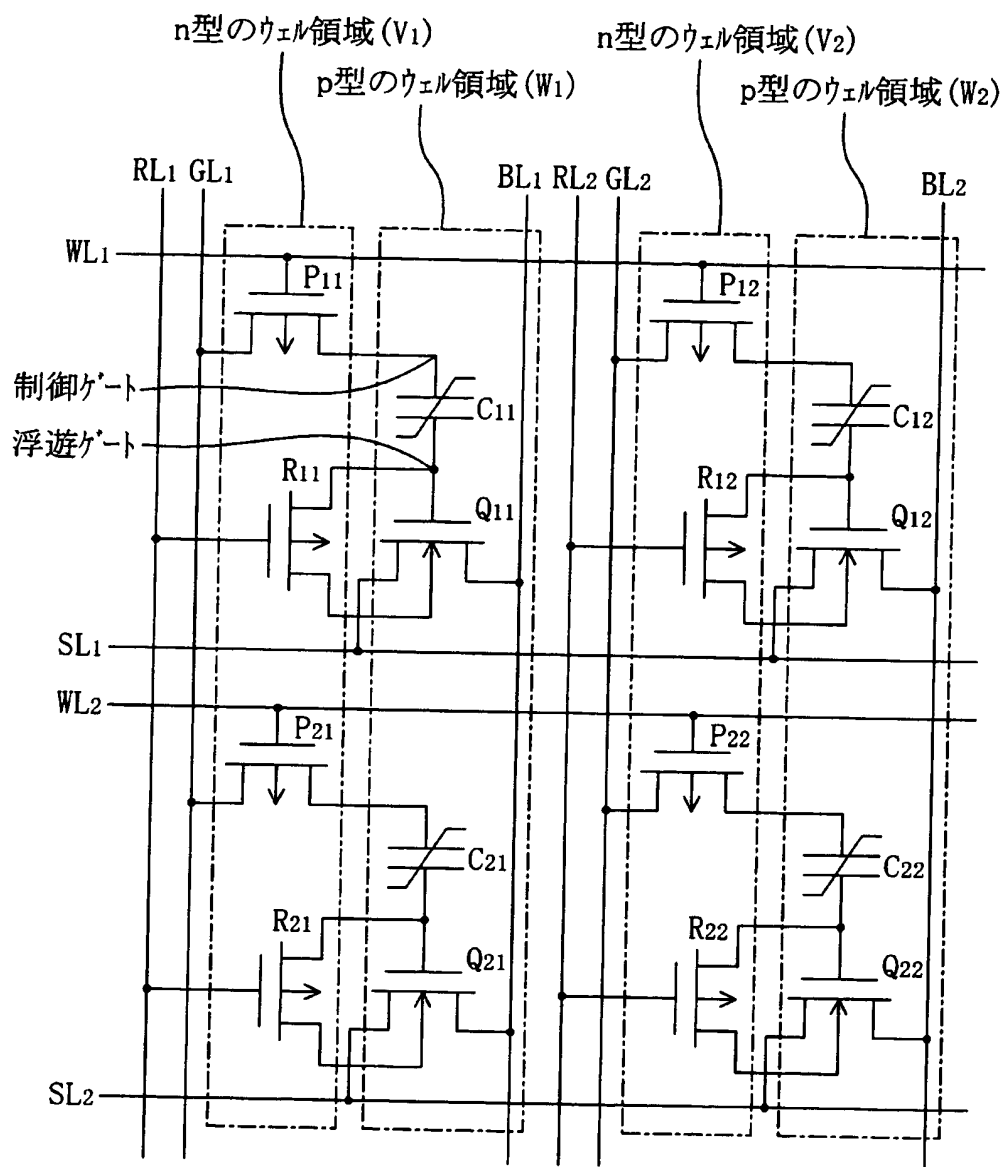 n型のウェル領域(V1)
p型のウェル領域(W1)
n型のウェル領域(V2)
p型のウェル領域(W2)
RL1 GL1
BL1 RL2 GL2
BL2
WL1
P11
P12
制御ゲート
C11
C12
浮遊ゲート
R11
R12
Q11
Q12
SL1
WL2
P21
P22
C21
C22
R21
R22
Q21
Q22
SL2